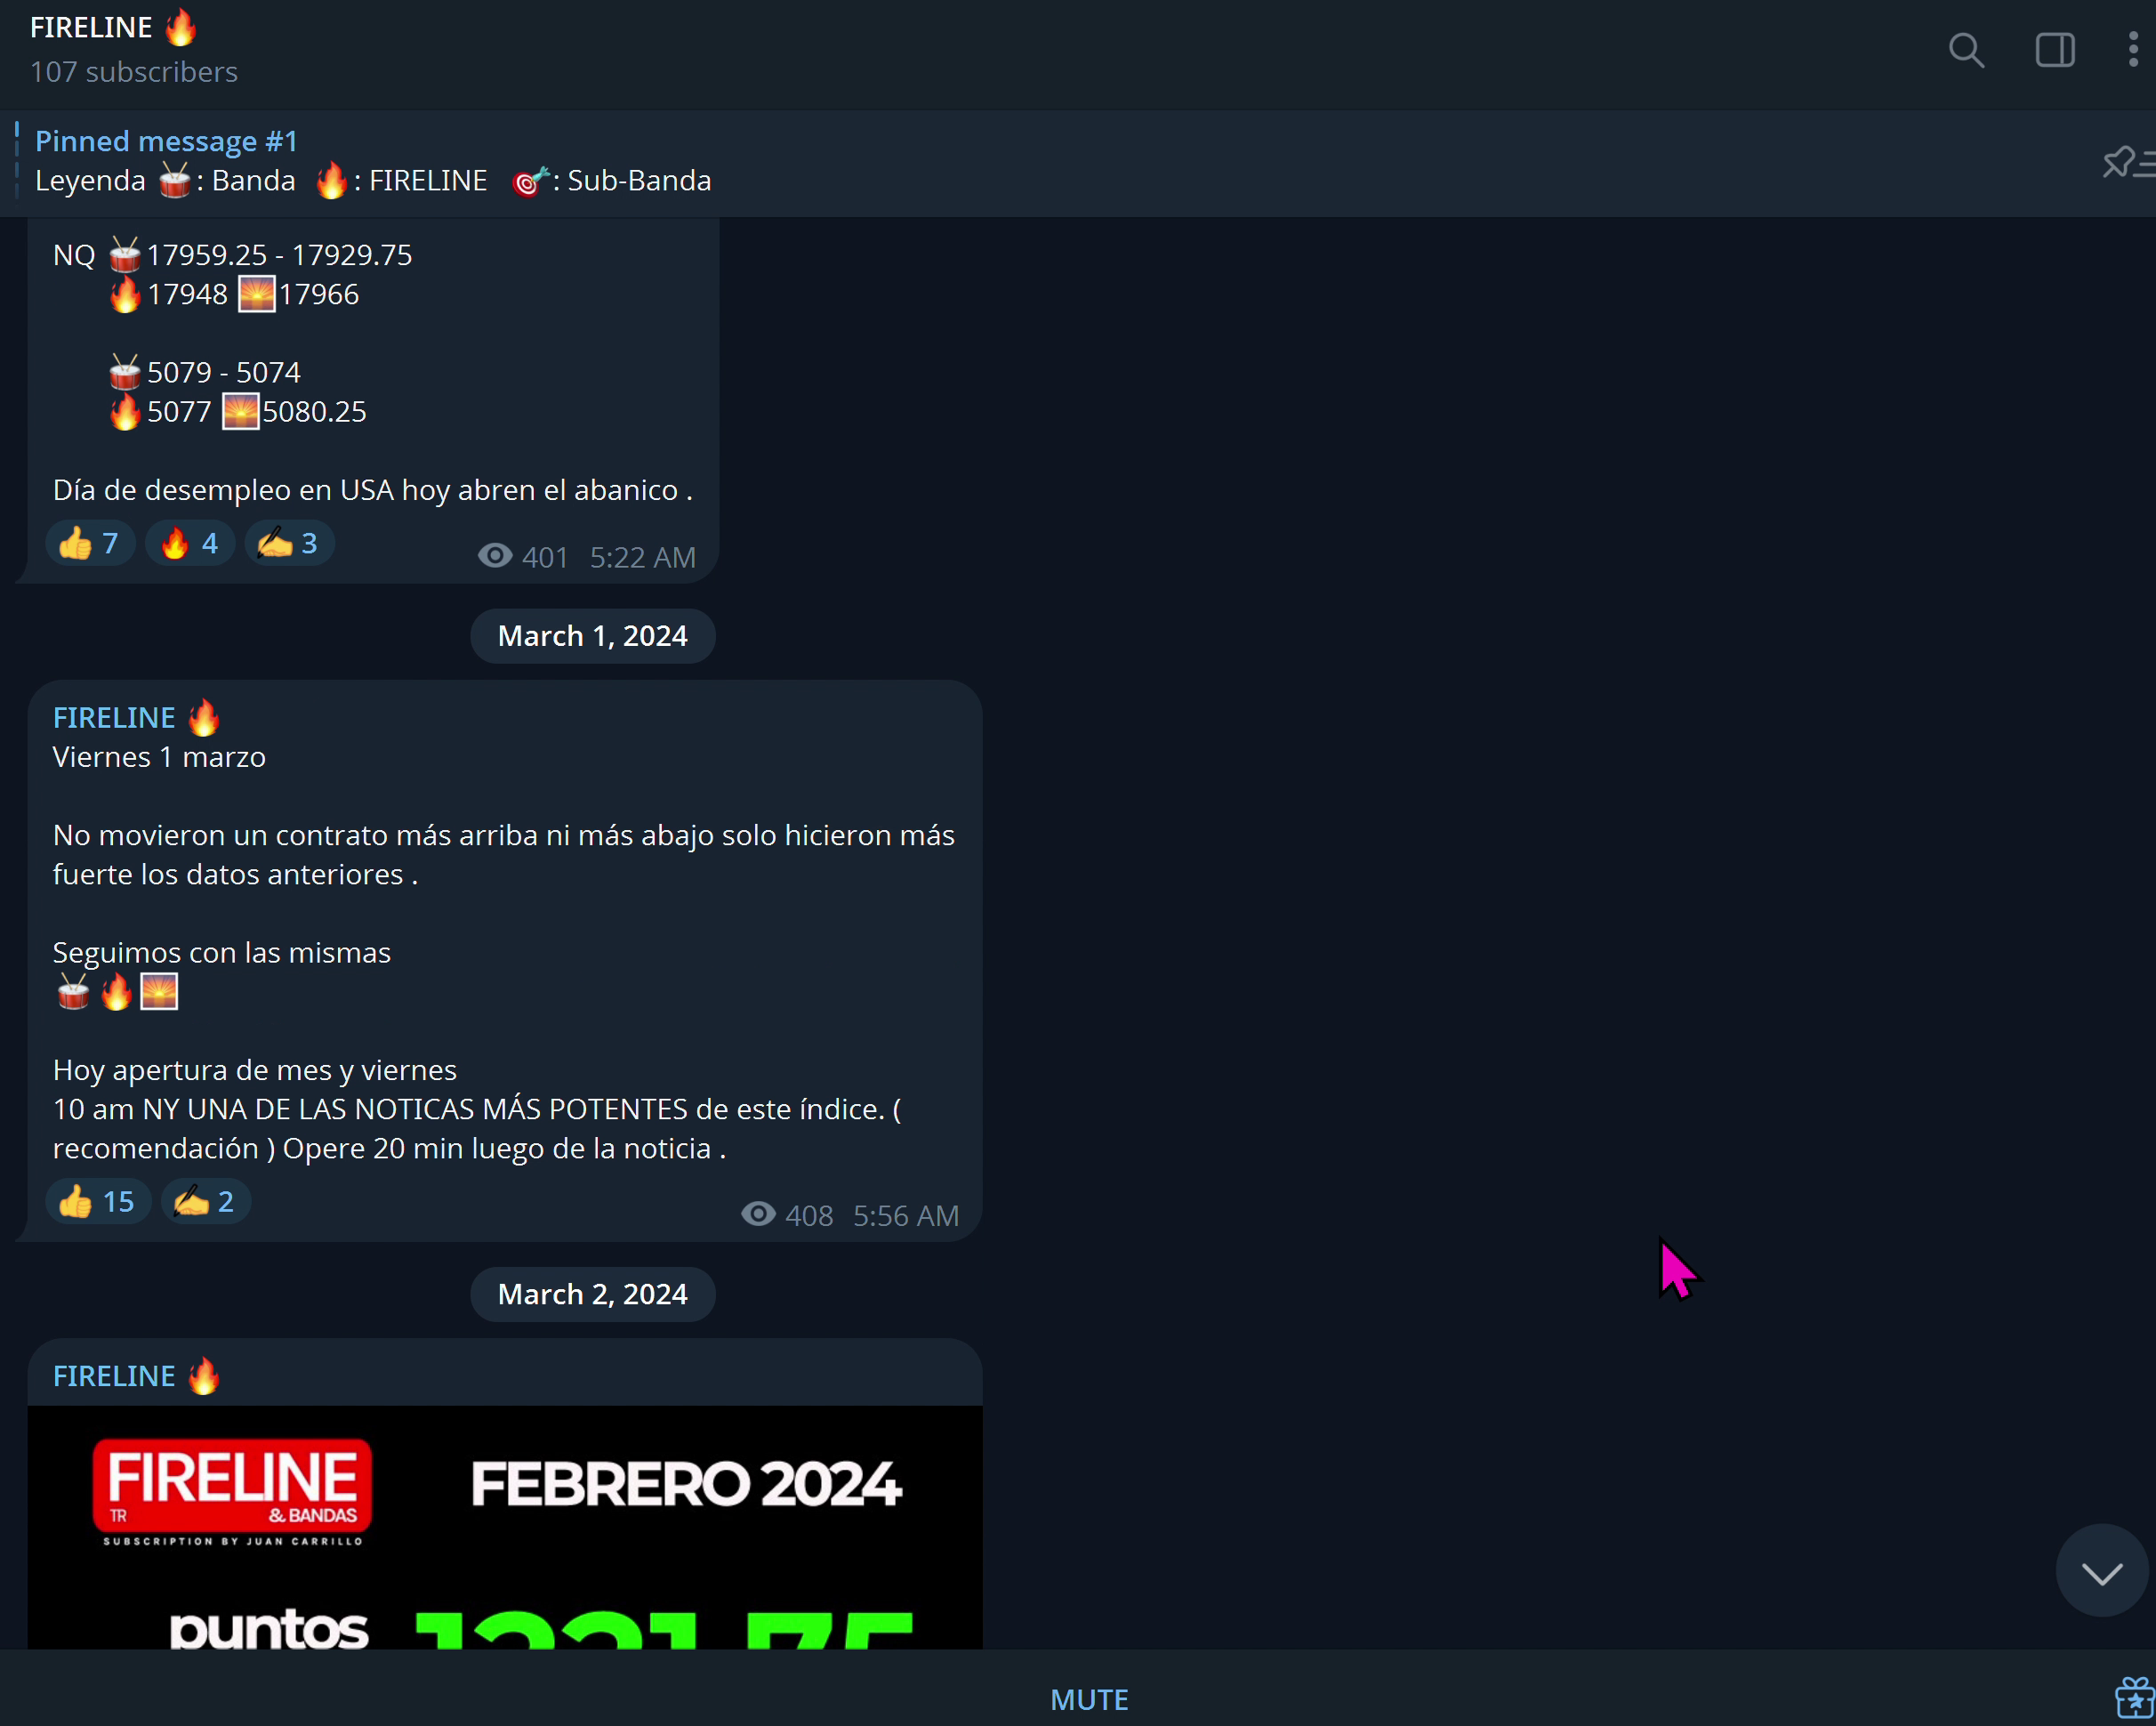 FIRELINE 🔥
107 subscribers
Pinned message #1
Leyenda 🥁: Banda 🔥: FIRELINE 🎯: Sub-Banda
NQ 🥁17959.25 - 17929.75
🔥17948 🌅17966
🥁5079 - 5074
🔥5077 🌅5080.25
Día de desempleo en USA hoy abren el abanico .
👍 7 🔥 4 ✍ 3 401 5:22 AM
March 1, 2024
FIRELINE 🔥
Viernes 1 marzo
No movieron un contrato más arriba ni más abajo solo hicieron más
fuerte los datos anteriores .
Seguimos con las mismas
🥁🔥🌅
Hoy apertura de mes y viernes
10 am NY UNA DE LAS NOTICAS MÁS POTENTES de este índice. (
recomendación ) Opere 20 min luego de la noticia .
👍 15 ✍ 2 408 5:56 AM
March 2, 2024
FIRELINE 🔥
FIRELINE
TR & BANDAS
SUBSCRIPTION BY JUAN CARRILLO
FEBRERO 2024
puntos
MUTE